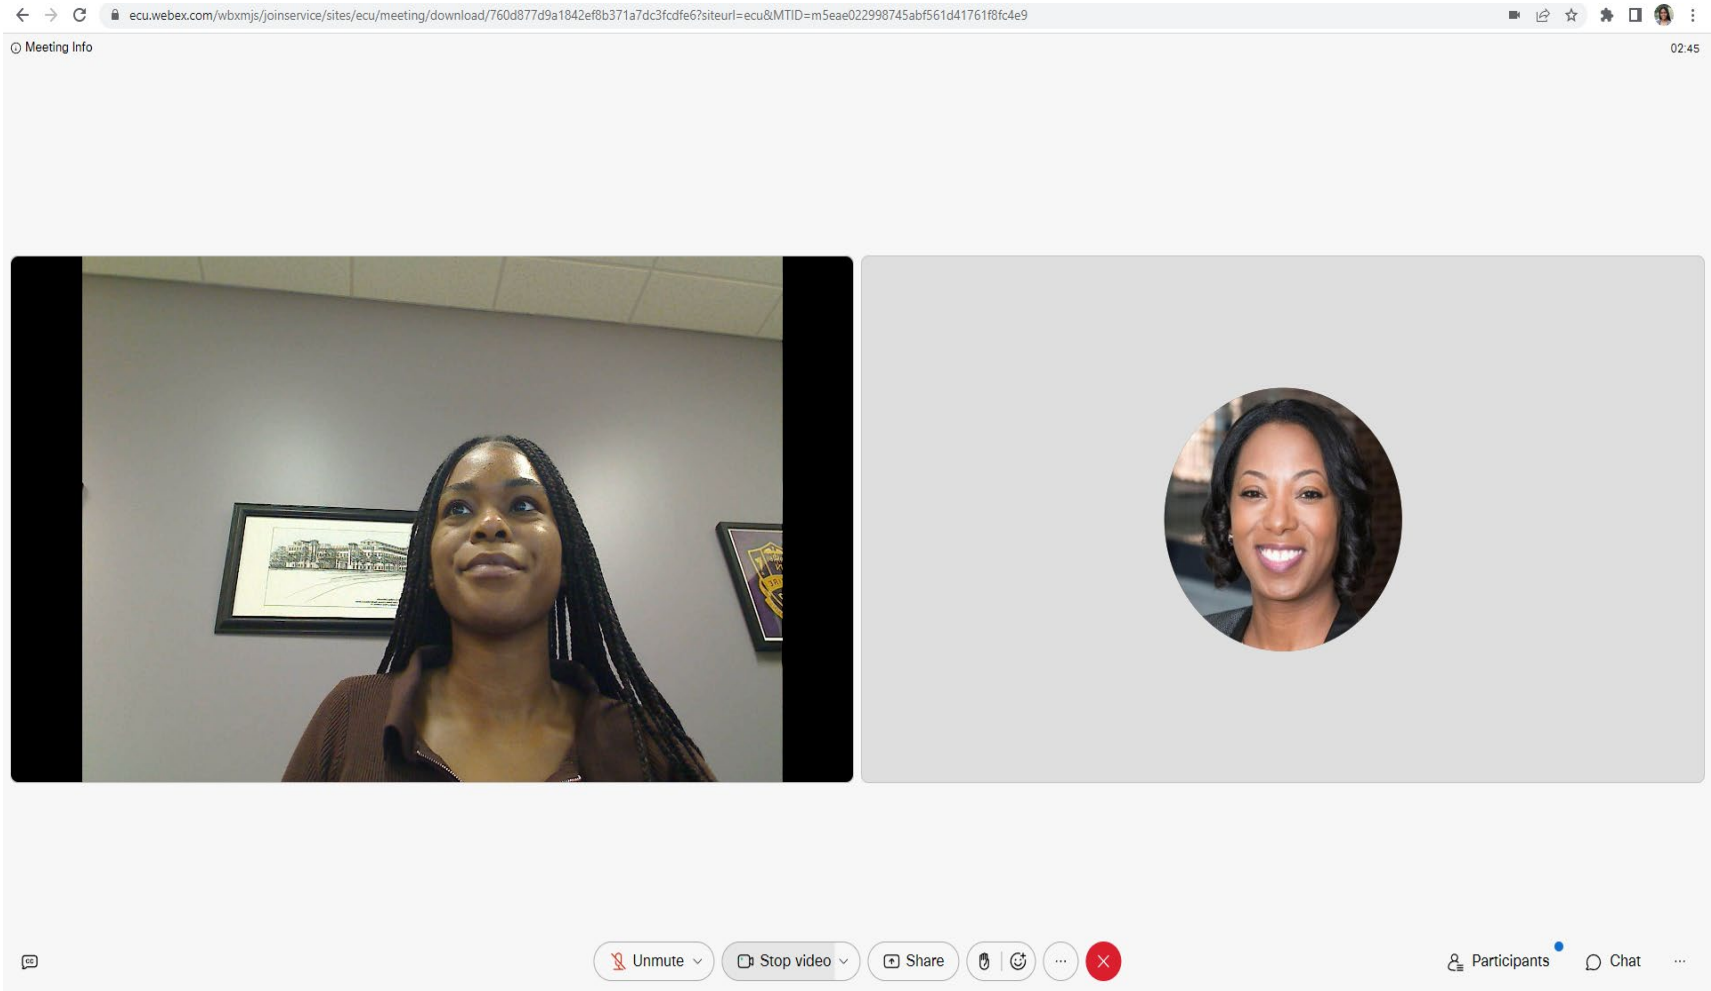 ecu.webex.com/wbxmjs/joinservice/sites/ecu/meeting/download/760d877d9a1842ef8b371a7dc3fcdfe6?siteurl=ecu&MTID=m5eae022998745abf561d41761f8fc4e9
Meeting Info
02:45
Unmute
Stop video
Share
Participants
Chat